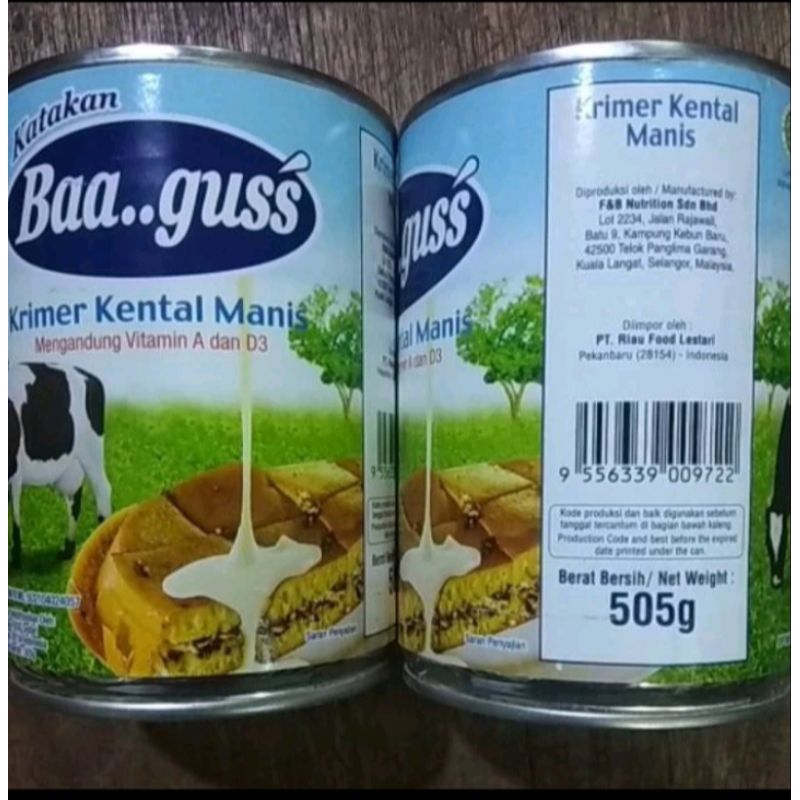 Katakan
Baa..guss
Krimer Kental Manis
Mengandung Vitamin A dan D3
Saran Penyajian
guss
tal Manis
A dan D3
Saran Penyajian
Krimer Kental
Manis
Diproduksi oleh / Manufactured by:
F&B Nutrition Sdn Bhd
Lot 2234, Jalan Rajawali,
Batu 9, Kampung Kebun Baru,
42500 Telok Panglima Garang,
Kuala Langat, Selangor, Malaysia.
Diimpor oleh :
PT. Riau Food Lestari
Pekanbaru (28154) - Indonesia
9 556339 009722
Kode produksi dan baik digunakan sebelum
tanggal tercantum di bagian bawah kaleng.
Production Code and best before the expired
date printed under the can.
Berat Bersih/ Net Weight :
505g